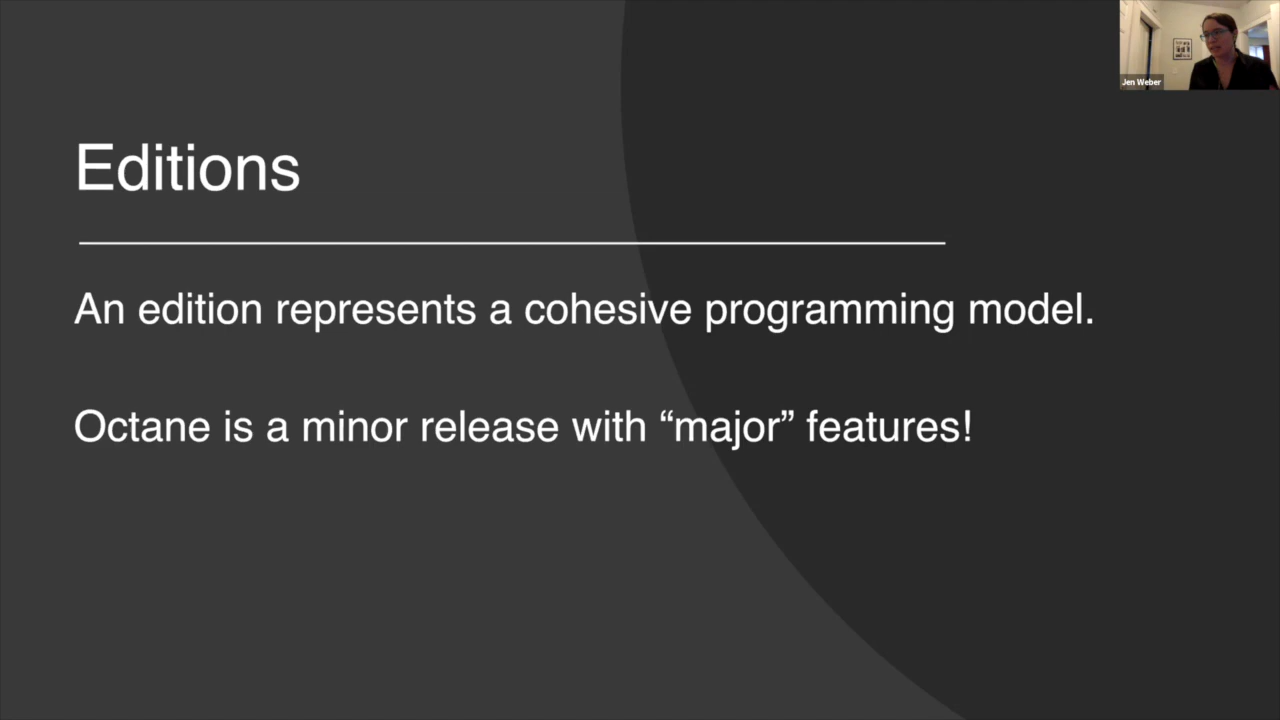 Jen Weber
Editions
An edition represents a cohesive programming model.
Octane is a minor release with “major” features!